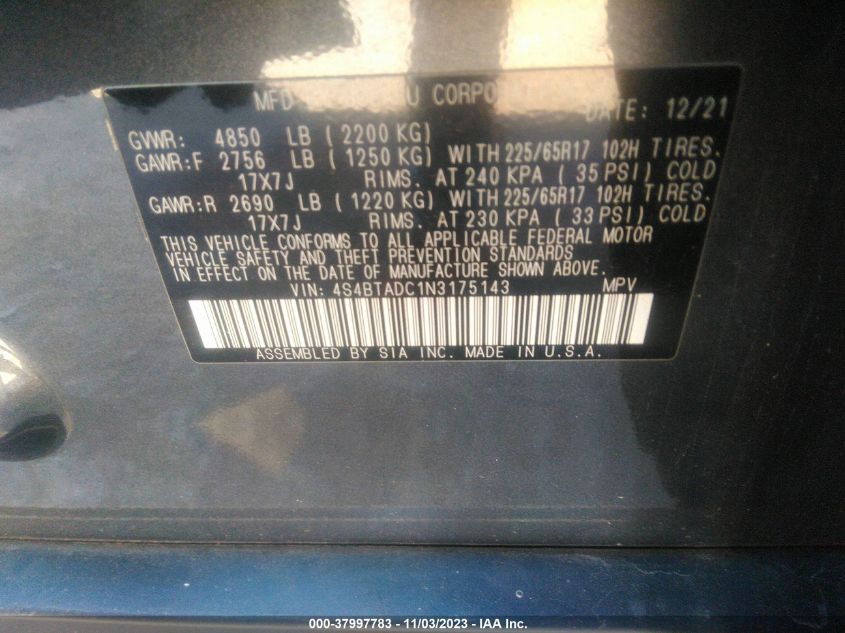 MFD U CORPO DATE: 12/21
GVWR: 4850 LB ( 2200 KG)
GAWR:F 2756 LB ( 1250 KG) WITH 225/65R17 102H TIRES.
17X7J RIMS. AT 240 KPA ( 35 PSI) COLD
GAWR:R 2690 LB ( 1220 KG) WITH 225/65R17 102H TIRES.
17X7J RIMS. AT 230 KPA ( 33 PSI) COLD
THIS VEHICLE CONFORMS TO ALL APPLICABLE FEDERAL MOTOR
VEHICLE SAFETY AND THEFT PREVENTION STANDARDS
IN EFFECT ON THE DATE OF MANUFACTURE SHOWN ABOVE.
VIN: 4S4BTADC1N3175143 MPV
ASSEMBLED BY SIA INC. MADE IN U.S.A.
000-37997783 - 11/03/2023 - IAA Inc.